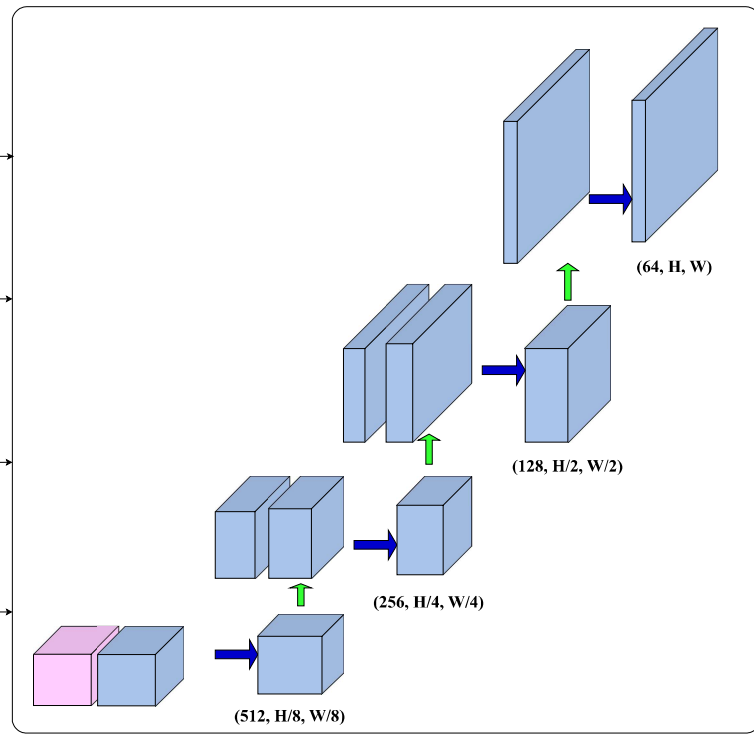 (64, H, W)
(128, H/2, W/2)
(256, H/4, W/4)
(512, H/8, W/8)